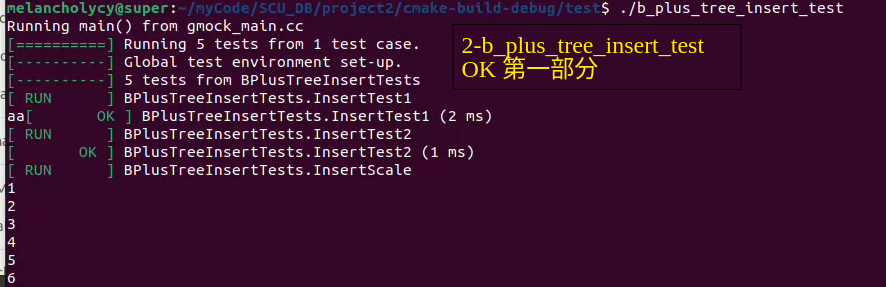 melancholycy@super:~/myCode/SCU_DB/project2/cmake-build-debug/test$ ./b_plus_tree_insert_test
Running main() from gmock_main.cc
[==========] Running 5 tests from 1 test case.
[----------] Global test environment set-up.
[----------] 5 tests from BPlusTreeInsertTests
2-b_plus_tree_insert_test
OK 第一部分
[ RUN      ] BPlusTreeInsertTests.InsertTest1
aa[       OK ] BPlusTreeInsertTests.InsertTest1 (2 ms)
[ RUN      ] BPlusTreeInsertTests.InsertTest2
[       OK ] BPlusTreeInsertTests.InsertTest2 (1 ms)
[ RUN      ] BPlusTreeInsertTests.InsertScale
1
2
3
4
5
6